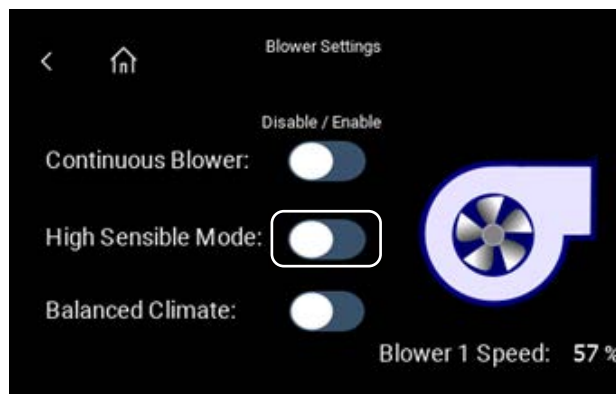 Blower Settings
Disable / Enable
Continuous Blower:
High Sensible Mode:
Balanced Climate:
Blower 1 Speed: 57 %